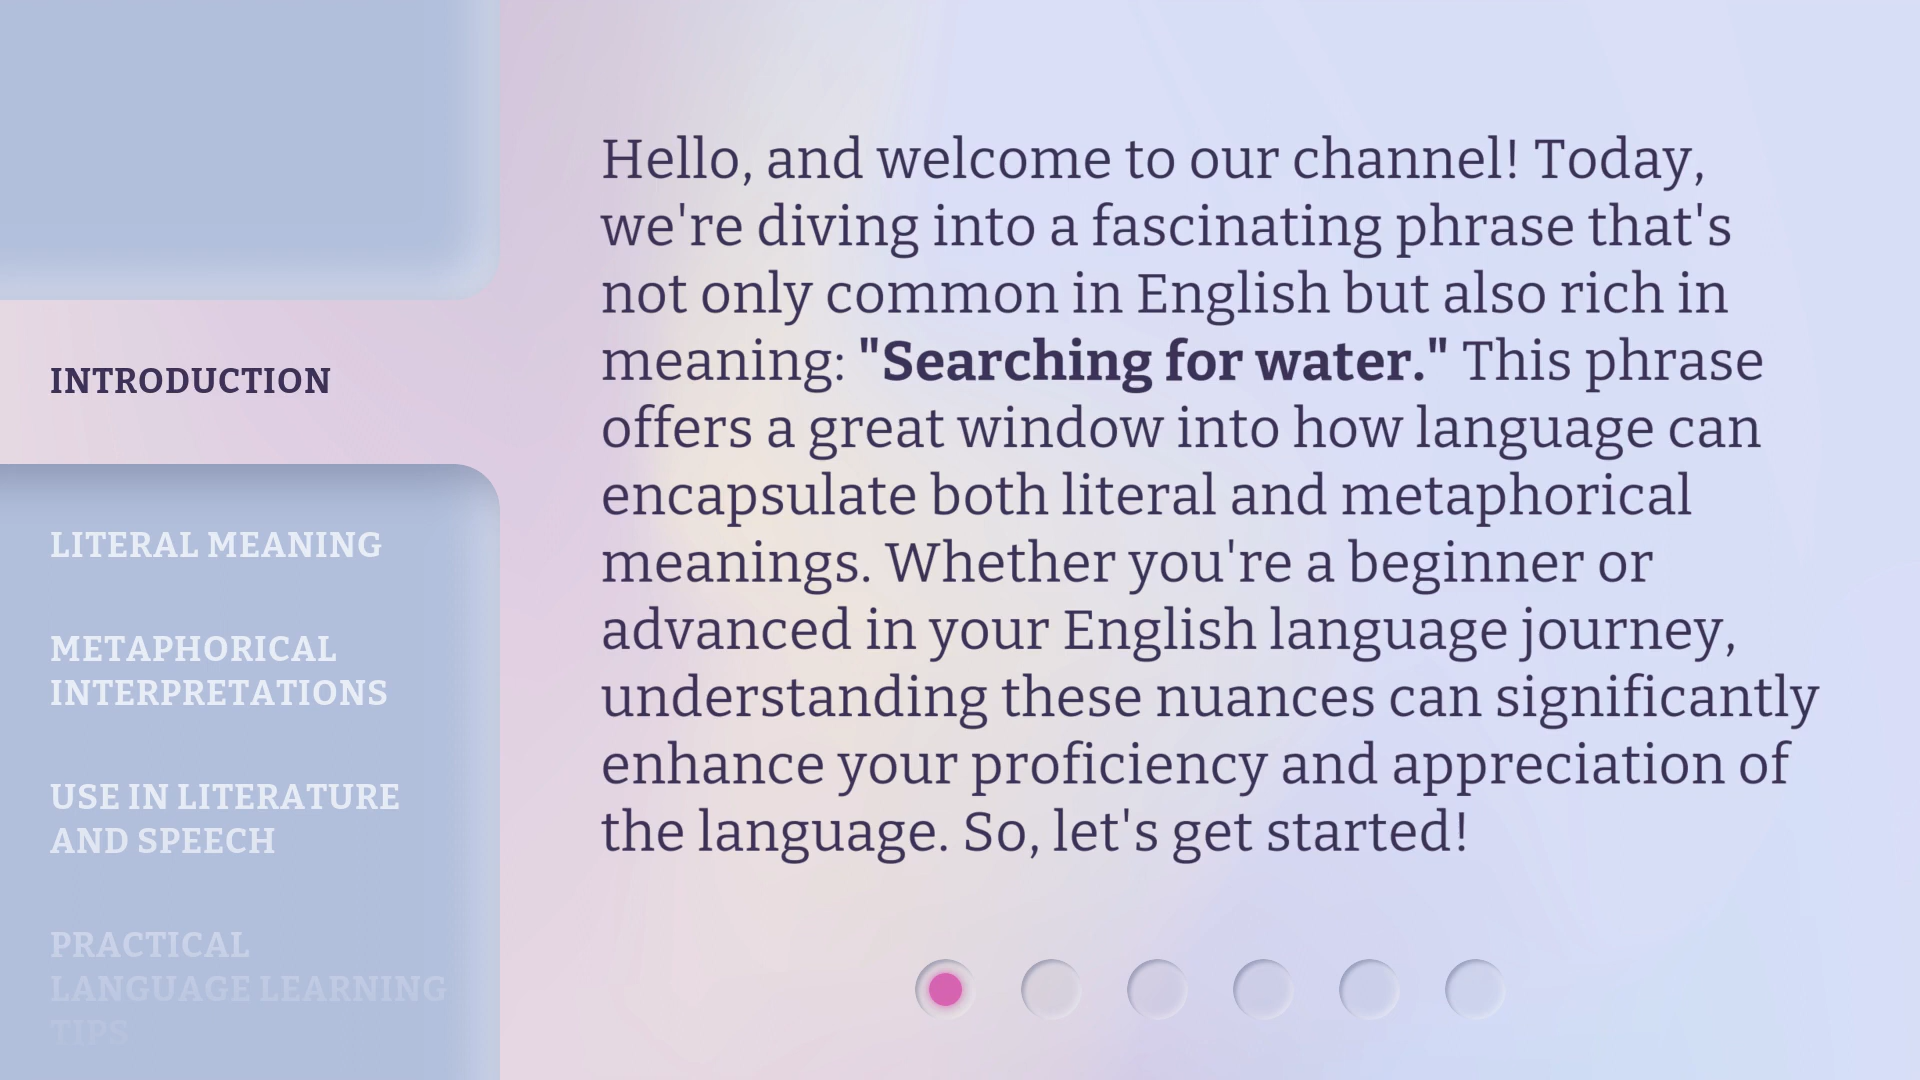 INTRODUCTION
LITERAL MEANING
METAPHORICAL
INTERPRETATIONS
USE IN LITERATURE
AND SPEECH
PRACTICAL
LANGUAGE LEARNING
TIPS
Hello, and welcome to our channel! Today,
we're diving into a fascinating phrase that's
not only common in English but also rich in
meaning: "Searching for water." This phrase
offers a great window into how language can
encapsulate both literal and metaphorical
meanings. Whether you're a beginner or
advanced in your English language journey,
understanding these nuances can significantly
enhance your proficiency and appreciation of
the language. So, let's get started!